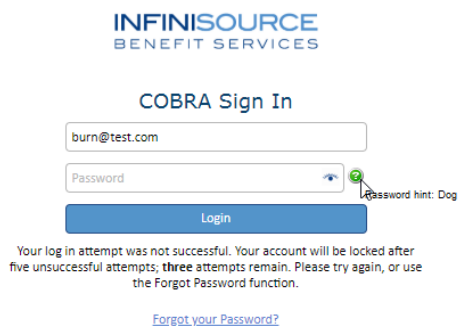 INFINISOURCE
BENEFIT SERVICES
COBRA Sign In
burn@test.com
Password
Password hint: Dog
Login
Your log in attempt was not successful. Your account will be locked after
five unsuccessful attempts; three attempts remain. Please try again, or use
the Forgot Password function.
Forgot your Password?